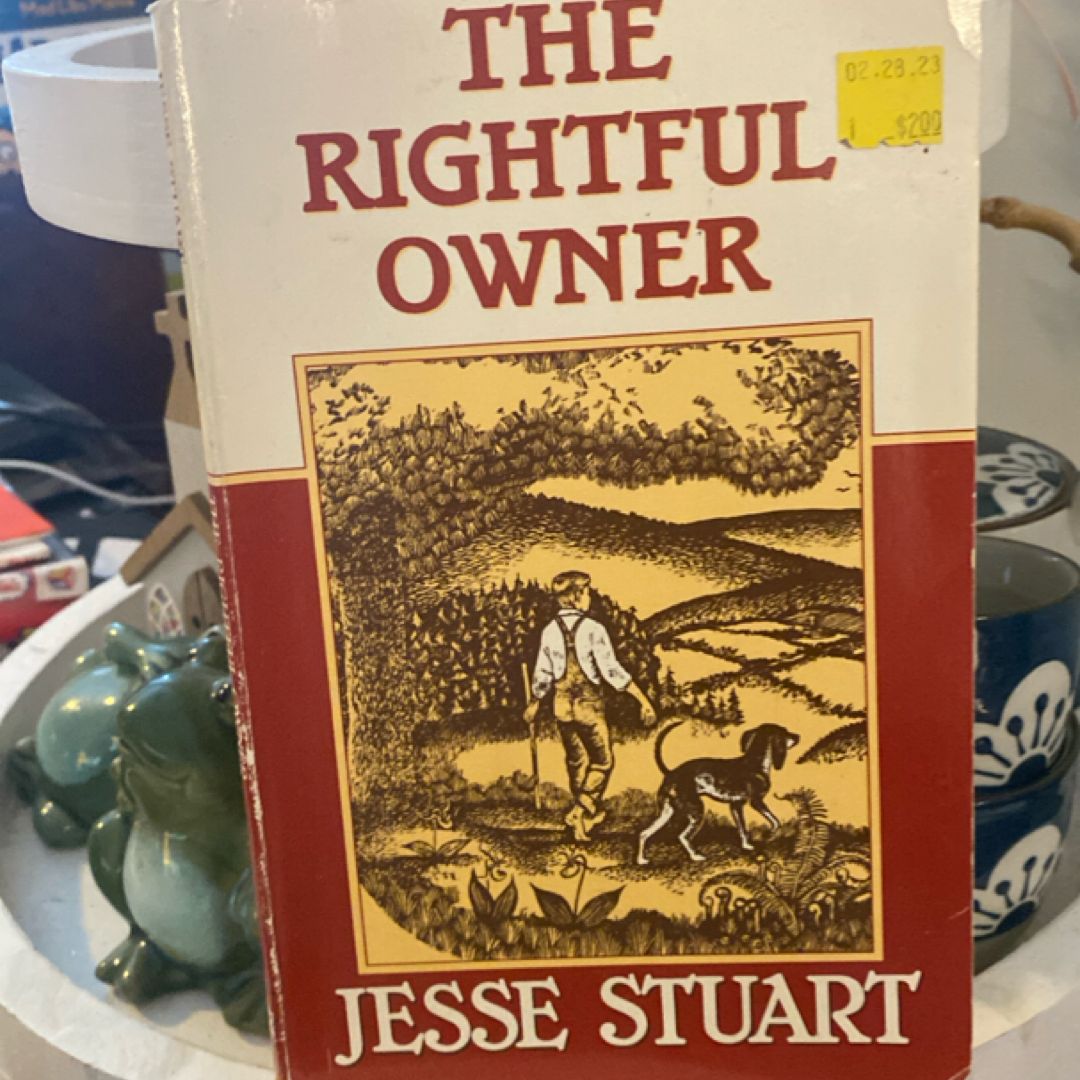 THE
RIGHTFUL
OWNER
02.28.23
$200
JESSE STUART